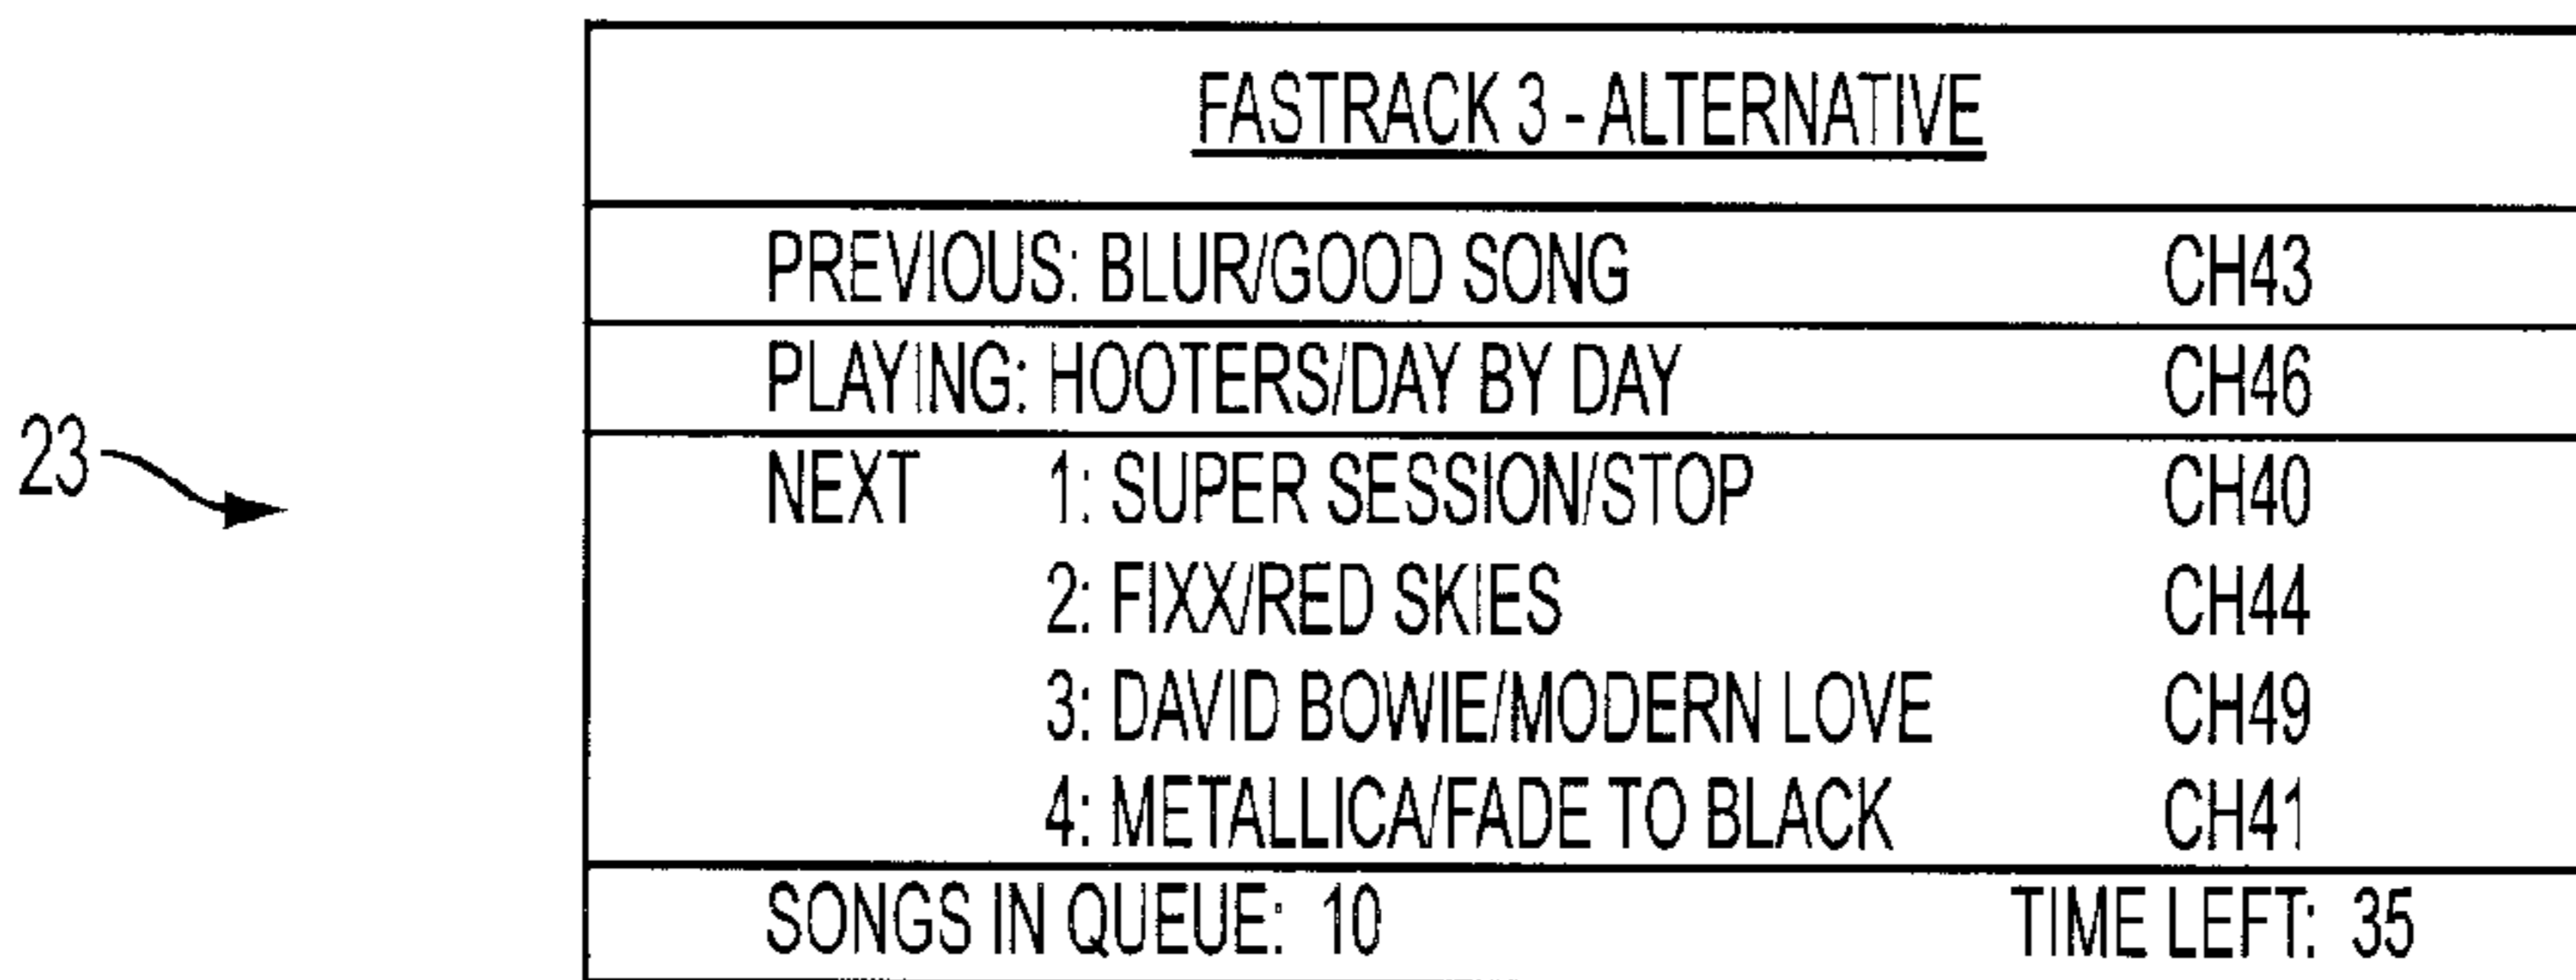 FASTRACK 3 - ALTERNATIVE
PREVIOUS: BLUR/GOOD SONG CH43
PLAYING: HOOTERS/DAY BY DAY CH46
23
NEXT 1: SUPER SESSION/STOP CH40
2: FIXX/RED SKIES CH44
3: DAVID BOWIE/MODERN LOVE CH49
4: METALLICA/FADE TO BLACK CH41
SONGS IN QUEUE: 10 TIME LEFT: 35